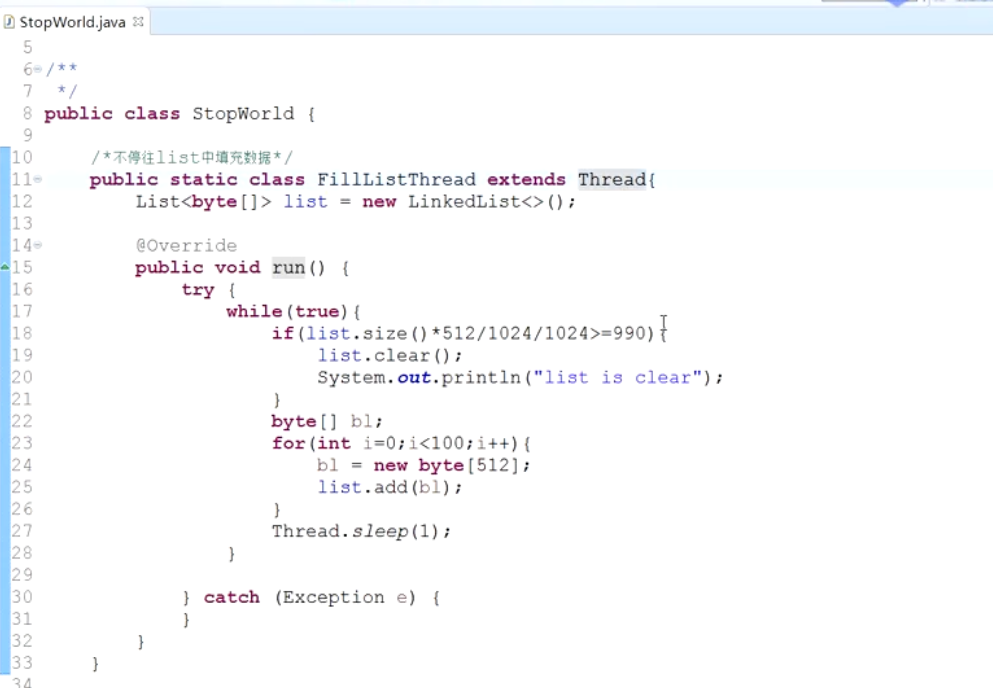 StopWorld.java
5
6 /**
7  */
8 public class StopWorld {
9
10     /*不停往list中填充数据*/
11     public static class FillListThread extends Thread{
12         List<byte[]> list = new LinkedList<>();
13
14         @Override
15         public void run() {
16             try {
17                 while(true){
18                     if(list.size()*512/1024/1024>=990){
19                         list.clear();
20                         System.out.println("list is clear");
21                     }
22                     byte[] bl;
23                     for(int i=0;i<100;i++){
24                         bl = new byte[512];
25                         list.add(bl);
26                     }
27                     Thread.sleep(1);
28                 }
29
30             } catch (Exception e) {
31             }
32         }
33     }
34